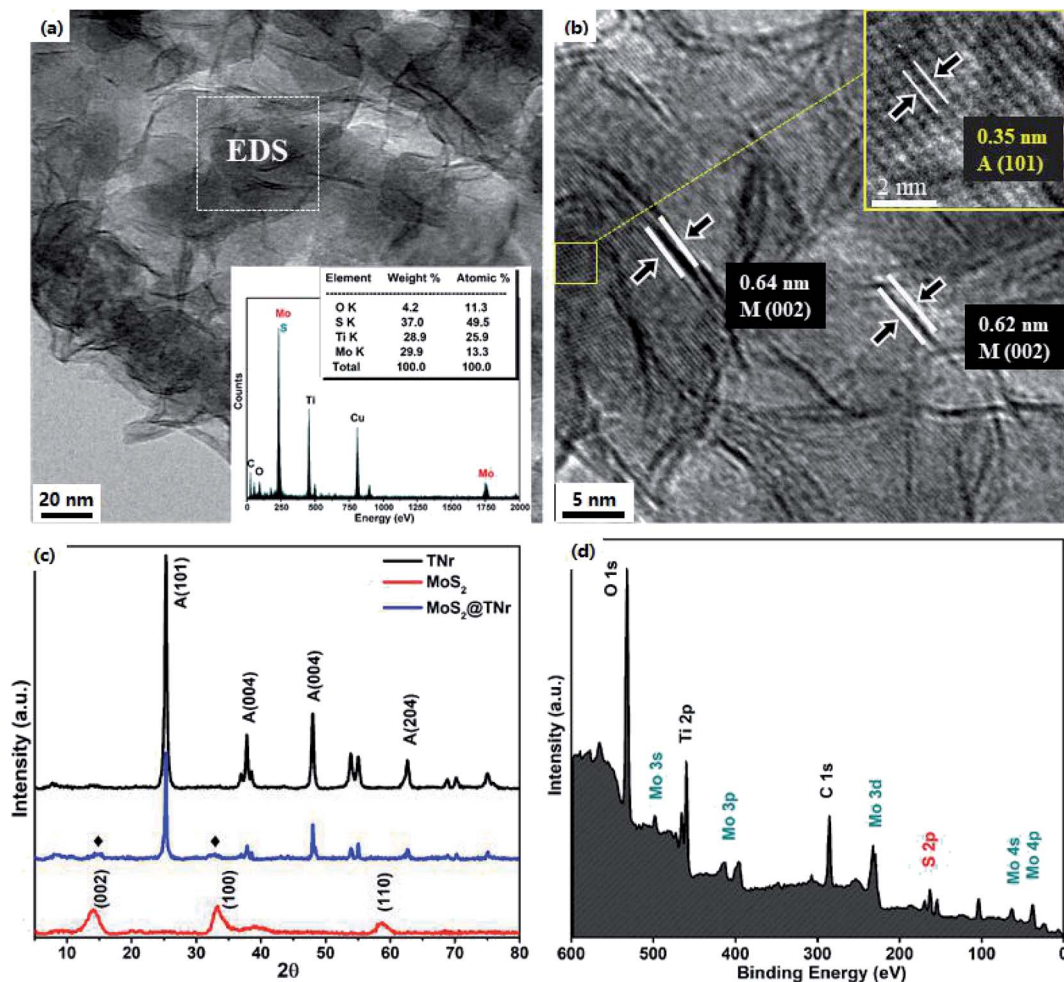 (a)
EDS
Element Weight % Atomic %
O K 4.2 11.3
S K 37.0 49.5
Ti K 28.9 25.9
Mo K 29.9 13.3
Total 100.0 100.0
Mo
S
Ti
Cu
C
O
Mo
Counts
0 250 500 750 1000 1250 1500 1750 2000
Energy (eV)
20 nm
(b)
0.35 nm
A (101)
2 nm
0.64 nm
M (002)
0.62 nm
M (002)
5 nm
(c)
TNr
MoS2
MoS2@TNr
A(101)
A(004)
A(004)
A(204)
(002)
(100)
(110)
Intensity (a.u.)
10 20 30 40 50 60 70 80
2θ
(d)
O 1s
Mo 3s
Ti 2p
Mo 3p
C 1s
Mo 3d
S 2p
Mo 4s
Mo 4p
Intensity (a.u.)
600 500 400 300 200 100 0
Binding Energy (eV)